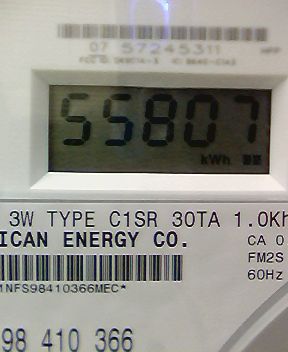 07 57245311
55807
kWh
3W TYPE C1SR 30TA 1.0Kh
ICAN ENERGY CO.
CA 0
FM2S
60Hz
1NFS98410366MEC*
98 410 366